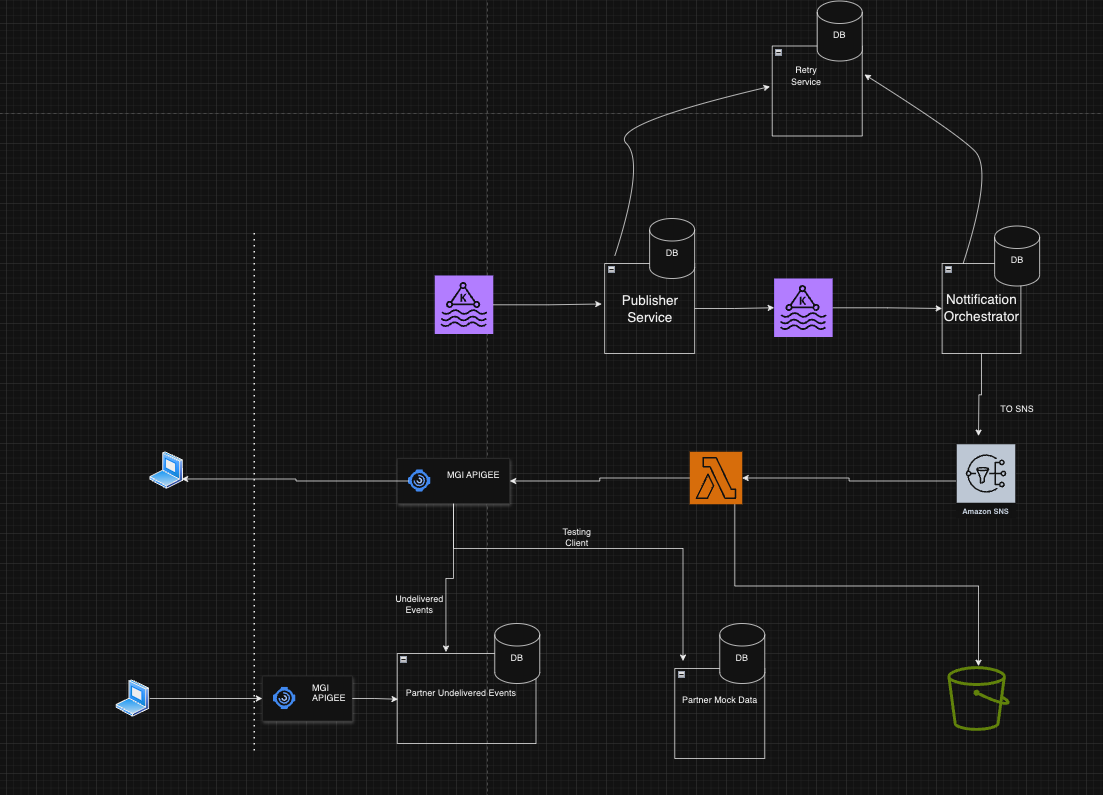 DB
Retry
Service
DB
Publisher
Service
DB
Nottification
Orchestrator
K
K
TO SNS
MGI APIGEE
Amazon SNS
Testing
Client
Undelivered
Events
DB
Partner Undelivered Events
DB
Partner Mock Data
MGI
APIGEE